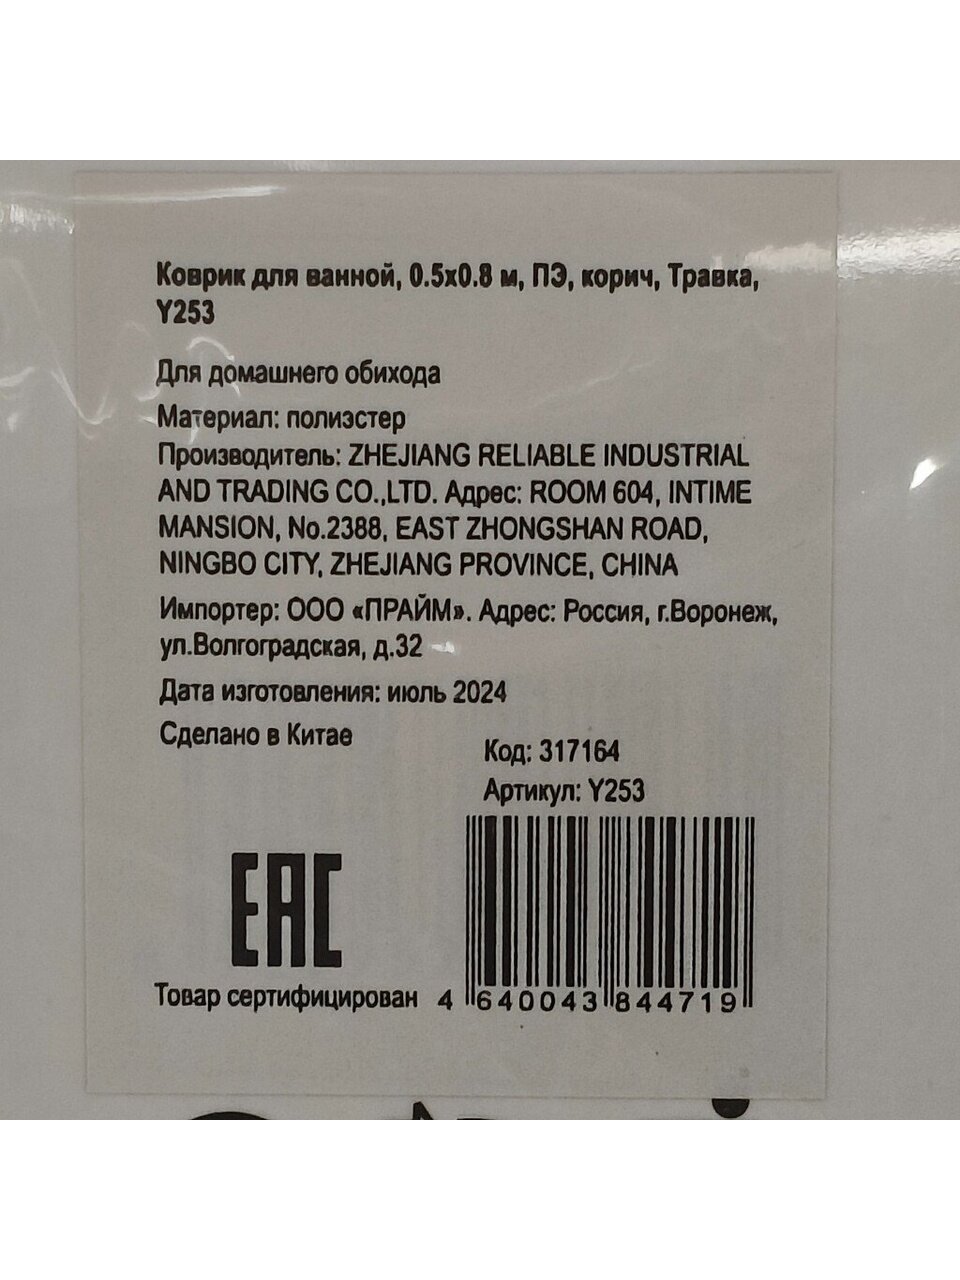 Коврик для ванной, 0.5х0.8 м, ПЭ, корич, Травка,
Y253
Для домашнего обихода
Материал: полиэстер
Производитель: ZHEJIANG RELIABLE INDUSTRIAL
AND TRADING CO.,LTD. Адрес: ROOM 604, INTIME
MANSION, No.2388, EAST ZHONGSHAN ROAD,
NINGBO CITY, ZHEJIANG PROVINCE, CHINA
Импортер: ООО «ПРАЙМ». Адрес: Россия, г.Воронеж,
ул.Волгоградская, д.32
Дата изготовления: июль 2024
Сделано в Китае
Код: 317164
Артикул: Y253
EAC
Товар сертифицирован
4 640043 844719